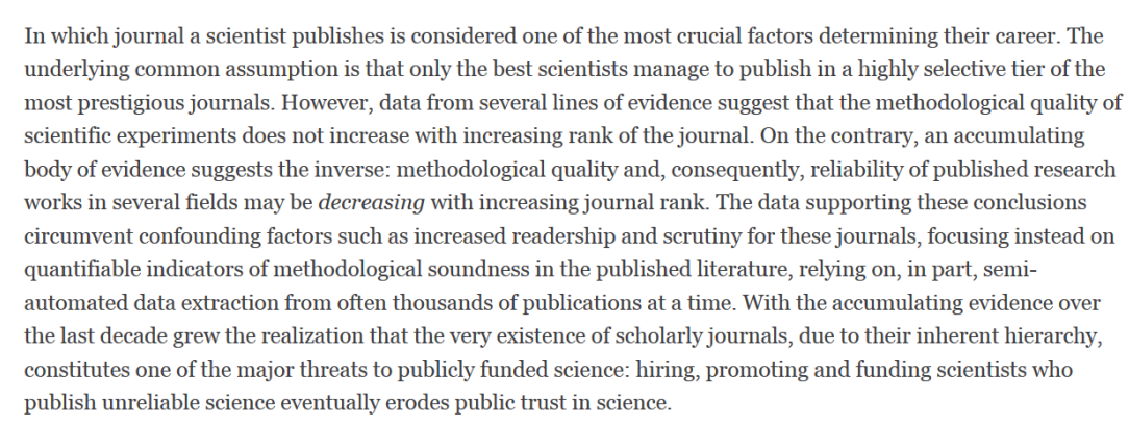 In which journal a scientist publishes is considered one of the most crucial factors determining their career. The
underlying common assumption is that only the best scientists manage to publish in a highly selective tier of the
most prestigious journals. However, data from several lines of evidence suggest that the methodological quality of
scientific experiments does not increase with increasing rank of the journal. On the contrary, an accumulating
body of evidence suggests the inverse: methodological quality and, consequently, reliability of published research
works in several fields may be decreasing with increasing journal rank. The data supporting these conclusions
circumvent confounding factors such as increased readership and scrutiny for these journals, focusing instead on
quantifiable indicators of methodological soundness in the published literature, relying on, in part, semi-
automated data extraction from often thousands of publications at a time. With the accumulating evidence over
the last decade grew the realization that the very existence of scholarly journals, due to their inherent hierarchy,
constitutes one of the major threats to publicly funded science: hiring, promoting and funding scientists who
publish unreliable science eventually erodes public trust in science.